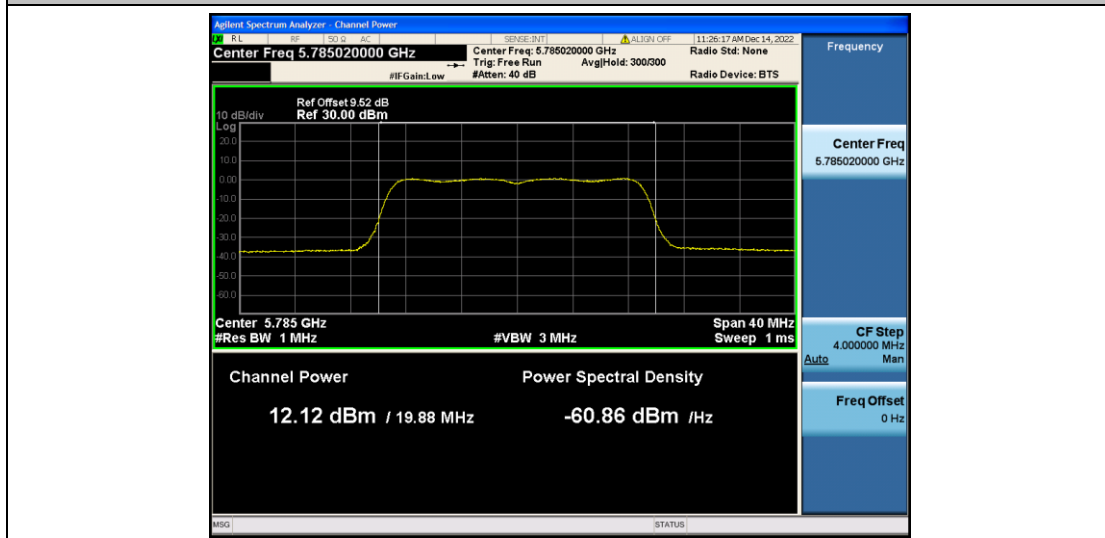 Agilent Spectrum Analyzer - Channel Power
RL RF 50 Ω AC SENSE:INT ALIGN OFF 11:26:17 AM Dec 14, 2022
Center Freq 5.785020000 GHz
Center Freq: 5.785020000 GHz
Radio Std: None
Trig: Free Run Avg|Hold: 300/300
#IFGain:Low #Atten: 40 dB Radio Device: BTS
Frequency
Ref Offset 9.52 dB
10 dB/div Ref 30.00 dBm
Log
20.0
10.0
0.00
-10.0
-20.0
-30.0
-40.0
-50.0
-60.0
Center Freq
5.785020000 GHz
Center 5.785 GHz Span 40 MHz
#Res BW 1 MHz #VBW 3 MHz Sweep 1 ms
CF Step
4.000000 MHz
Auto Man
Channel Power Power Spectral Density
12.12 dBm / 19.88 MHz -60.86 dBm /Hz
Freq Offset
0 Hz
MSG STATUS